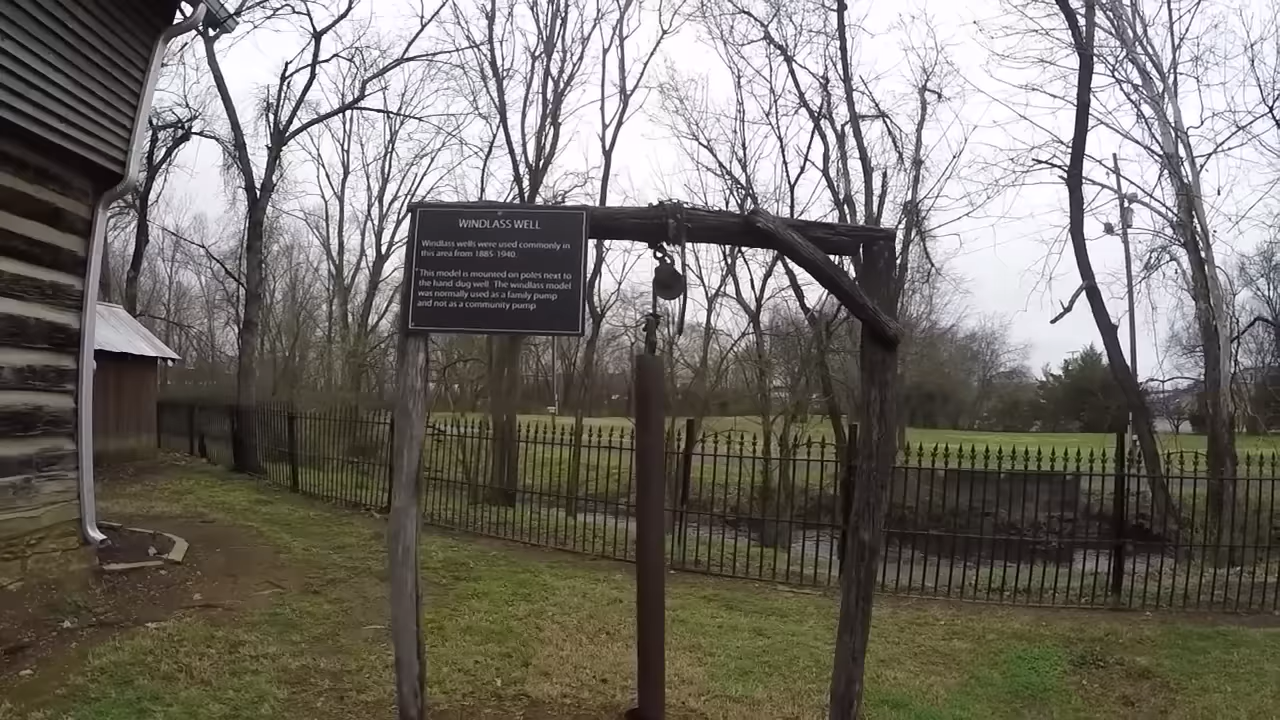 WINDLASS WELL
Windlass wells were used commonly in
this area from 1885-1940.
This model is mounted on poles next to
the hand-dug well. The windlass model
was normally used as a family pump
and not as a community pump.